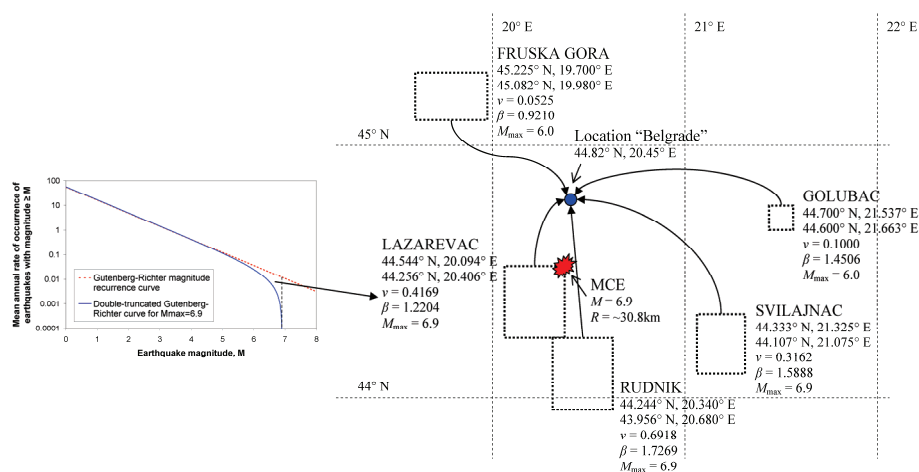 20° E
21° E
22° E
FRUSKA GORA
45.225° N, 19.700° E
45.082° N, 19.980° E
ν = 0.0525
β = 0.9210
Mmax = 6.0
45° N
Location “Belgrade”
44.82° N, 20.45° E
GOLUBAC
44.700° N, 21.537° E
44.600° N, 21.663° E
ν = 0.1000
β = 1.4506
Mmax = 6.0
LAZAREVAC
44.544° N, 20.094° E
44.256° N, 20.406° E
ν = 0.4169
β = 1.2204
Mmax = 6.9
MCE
M = 6.9
R = ~30.8km
SVILAJNAC
44.333° N, 21.325° E
44.107° N, 21.075° E
ν = 0.3162
β = 1.5888
Mmax = 6.9
44° N
RUDNIK
44.244° N, 20.340° E
43.956° N, 20.680° E
ν = 0.6918
β = 1.7269
Mmax = 6.9
Mean annual rate of occurrence of
earthquakes with magnitude ≥ M
100
10
1
0.1
0.01
0.001
0.0001
Gutenberg-Richter magnitude
recurrence curve
Double-truncated Gutenberg-
Richter curve for Mmax=6.9
0 1 2 3 4 5 6 7 8
Earthquake magnitude, M